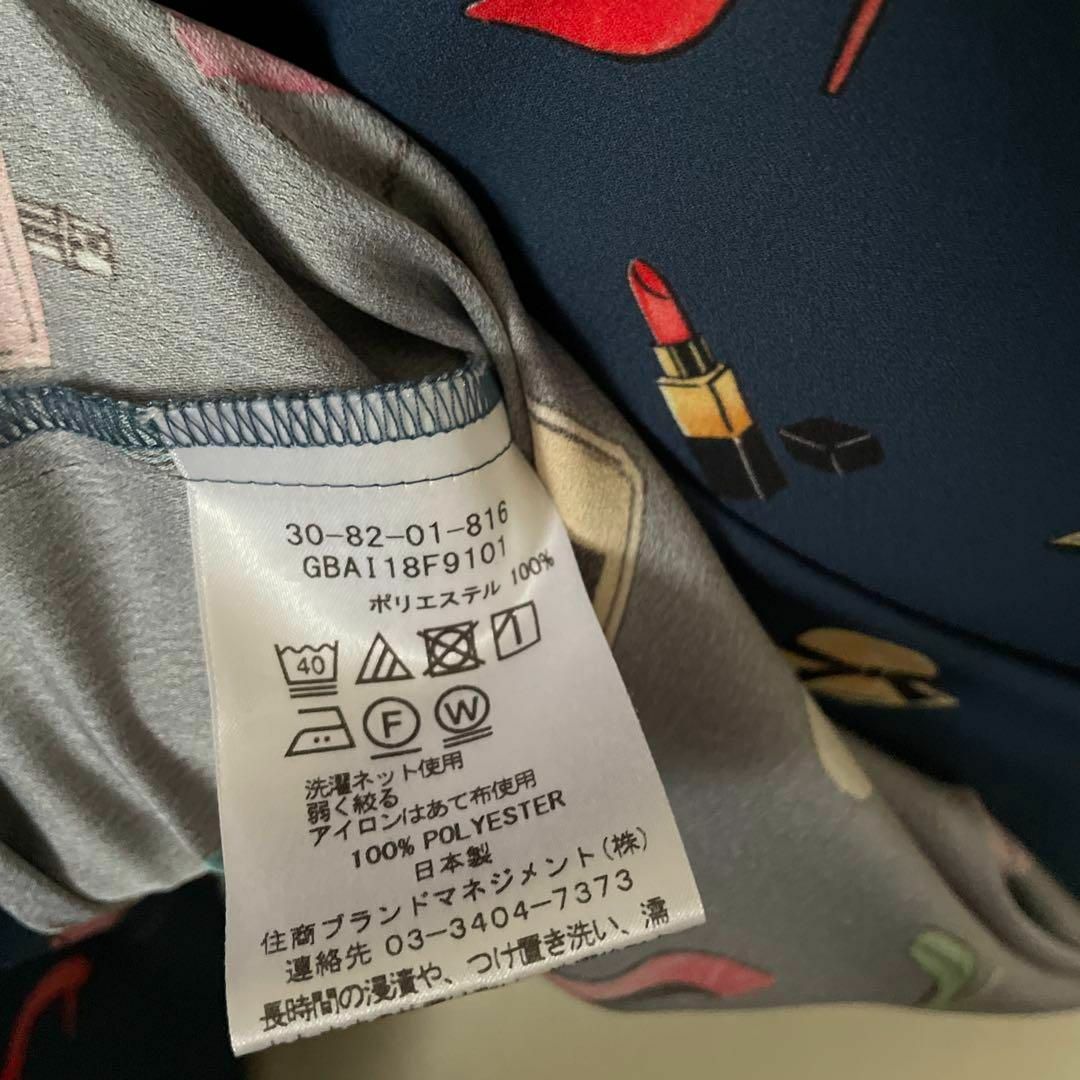 30-82-01-816
GBAI18F9101
ポリエステル 100%
40
F
W
洗濯ネット使用
弱く絞る
アイロンはあて布使用
100% POLYESTER
日本製
住商ブランドマネジメント(株)
連絡先 03-3404-7373
長時間の浸漬や、つけ置き洗い、濡